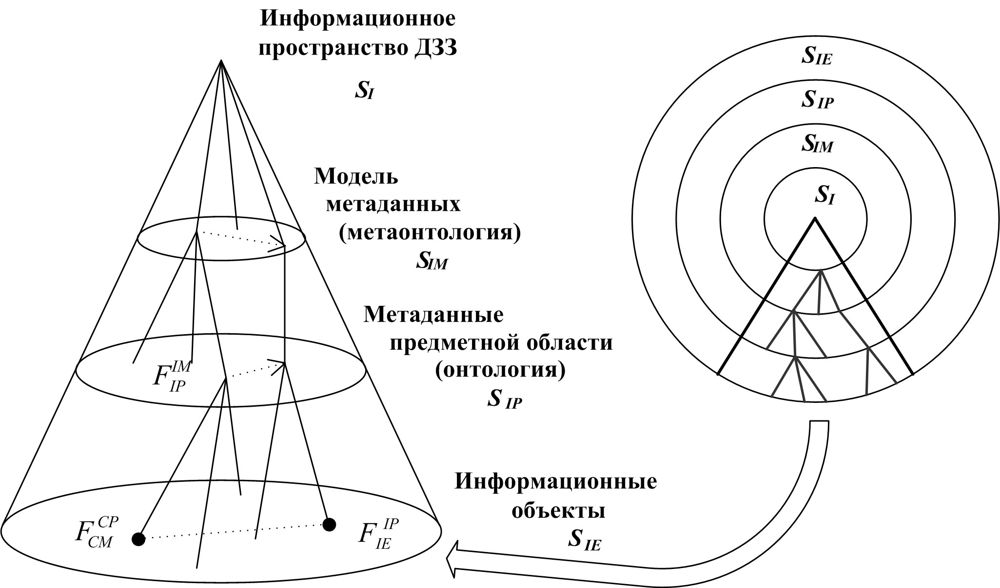 Информационное
пространство ДЗЗ
S_I
Модель
метаданных
(метаонтология)
S_IM
Метаданные
предметной области
(онтология)
S_IP
F_IP^IM
Информационные
объекты
S_IE
F_CM^CP
F_IE^IP
S_IE
S_IP
S_IM
S_I